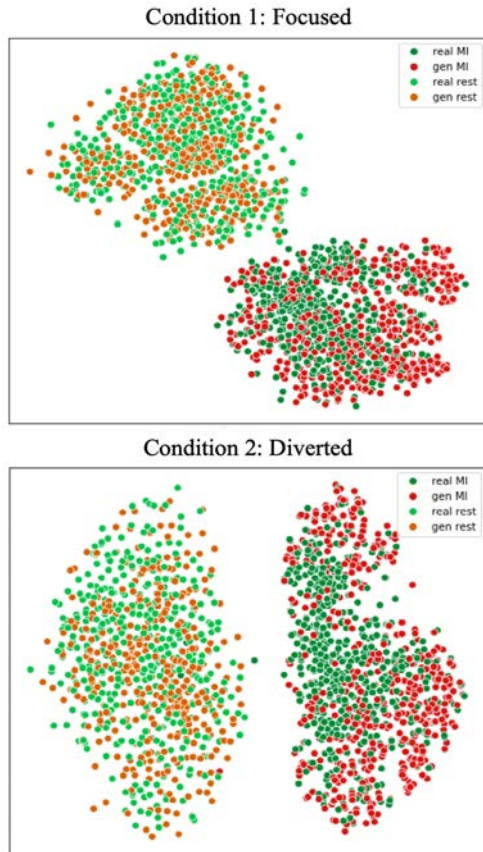 Condition 1: Focused
real MI
gen MI
real rest
gen rest
Condition 2: Diverted
real MI
gen MI
real rest
gen rest